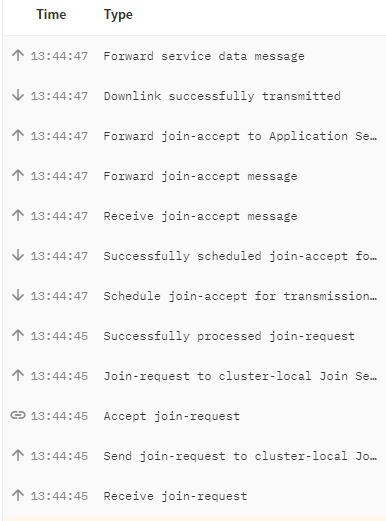 Time Type
13:44:47 Forward service data message
13:44:47 Downlink successfully transmitted
13:44:47 Forward join-accept to Application Se…
13:44:47 Forward join-accept message
13:44:47 Receive join-accept message
13:44:47 Successfully scheduled join-accept fo…
13:44:47 Schedule join-accept for transmission…
13:44:45 Successfully processed join-request
13:44:45 Join-request to cluster-local Join Se…
13:44:45 Accept join-request
13:44:45 Send join-request to cluster-local Jo…
13:44:45 Receive join-request